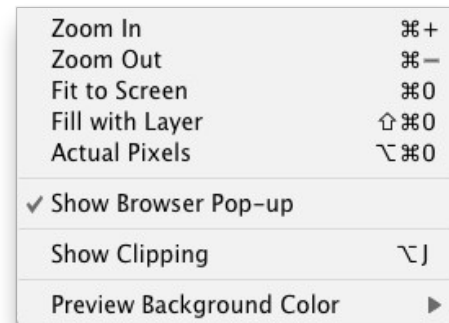 Zoom In ⌘+
Zoom Out ⌘−
Fit to Screen ⌘0
Fill with Layer ⇧⌘0
Actual Pixels ⌥⌘0
✓ Show Browser Pop-up
Show Clipping ⌥J
Preview Background Color ▶